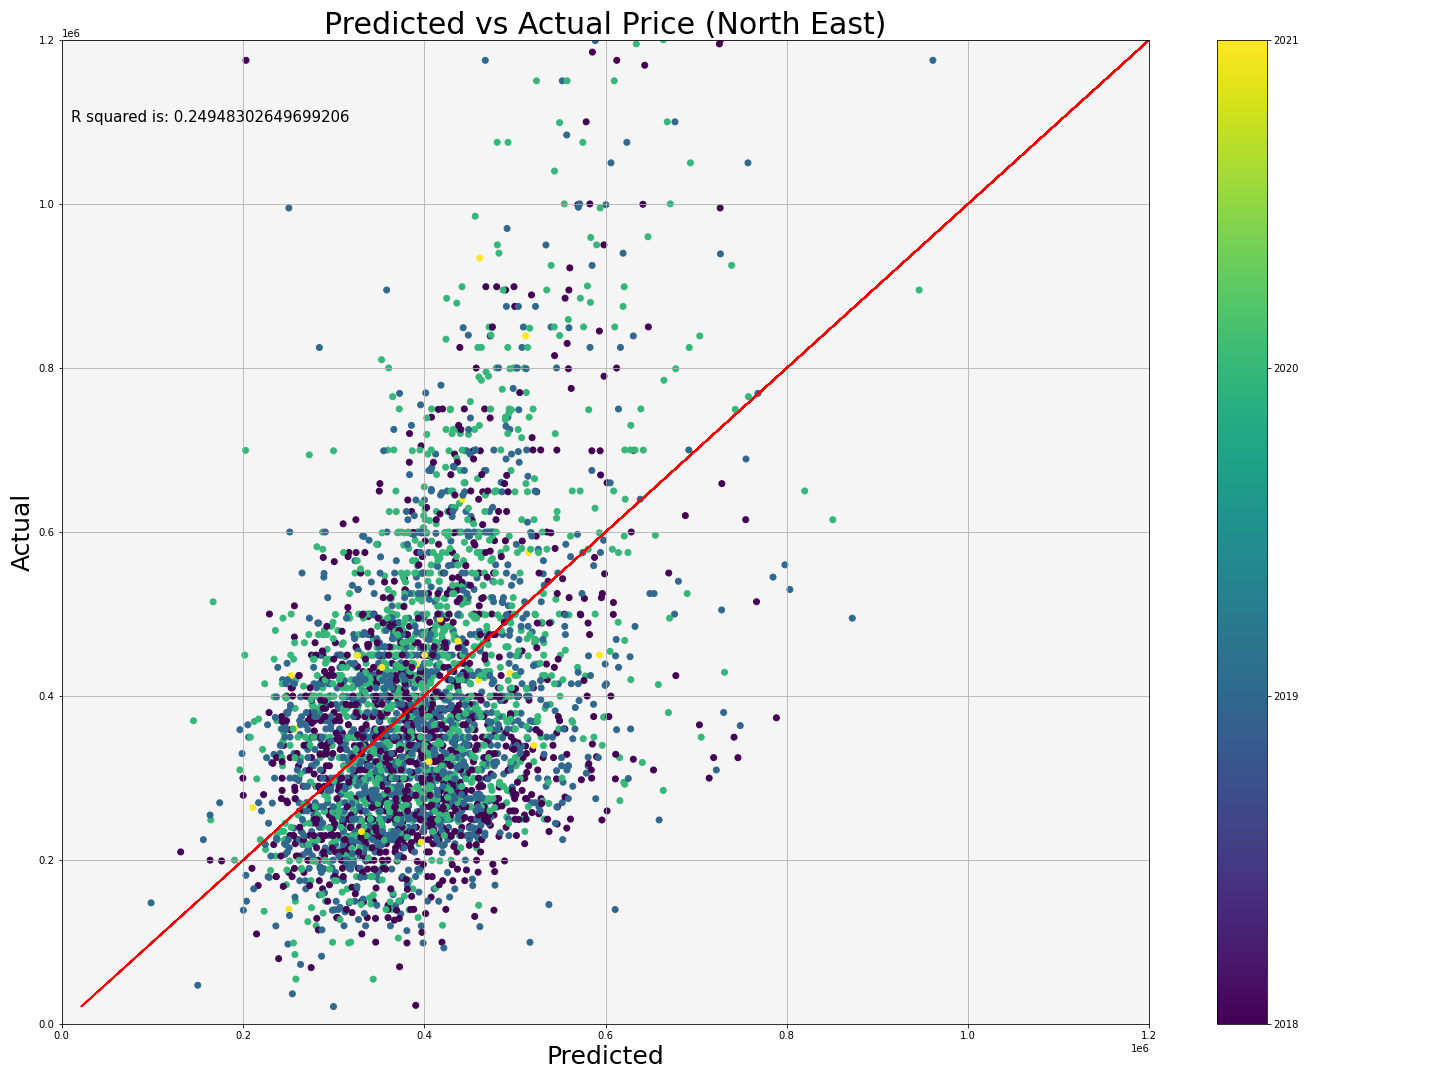 Predicted vs Actual Price (North East)
1e6
1.2
1.0
0.8
0.6
0.4
0.2
0.0
R squared is: 0.24948302649699206
Actual
0.0 0.2 0.4 0.6 0.8 1.0 1.2
1e6
Predicted
2021
2020
2019
2018